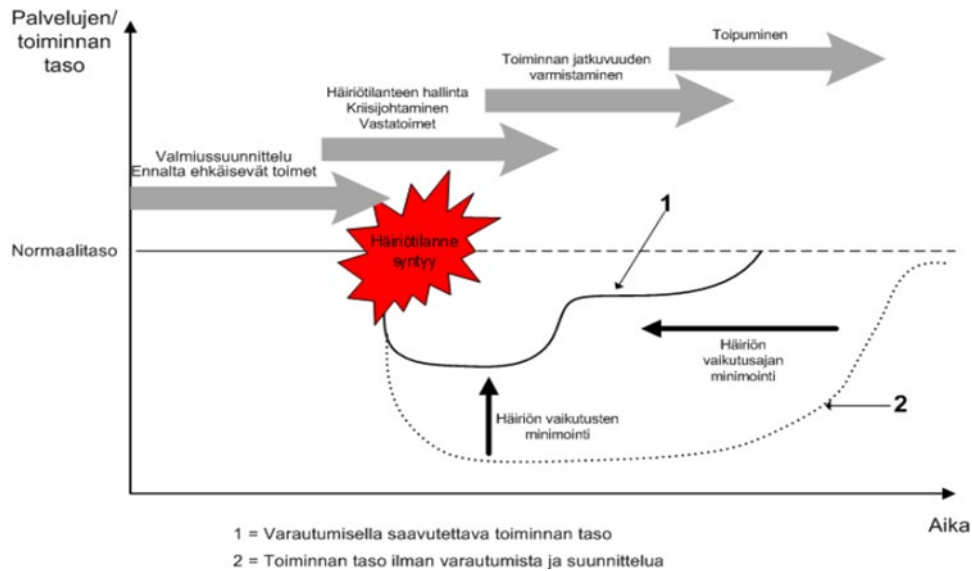 Palvelujen/
toiminnan
taso
Toipuminen
Toiminnan jatkuvuuden
varmistaminen
Häiriötilanteen hallinta
Kriisijohtaminen
Vastatoimet
Valmiussuunnittelu
Ennalta ehkäisevät toimet
1
Normaalitaso
Häiriötilanne
syntyy
Häiriön
vaikutusajan
minimointi
2
Häiriön vaikutusten
minimointi
Aika
1 = Varautumisella saavutettava toiminnan taso
2 = Toiminnan taso ilman varautumista ja suunnittelua